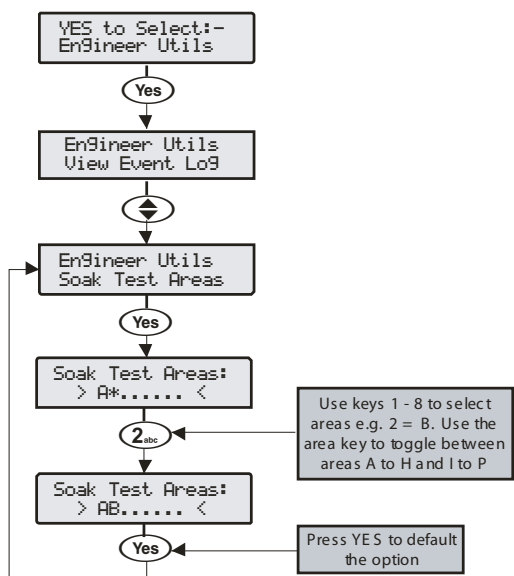 YES to Select:-
Engineer Utils
Yes
Engineer Utils
View Event Log
Engineer Utils
Soak Test Areas
Yes
Soak Test Areas:
> A*...... <
2abc
Use keys 1 - 8 to select
areas e.g. 2 = B. Use the
area key to toggle between
areas A to H and I to P
Soak Test Areas:
> AB...... <
Yes
Press YES to default
the option